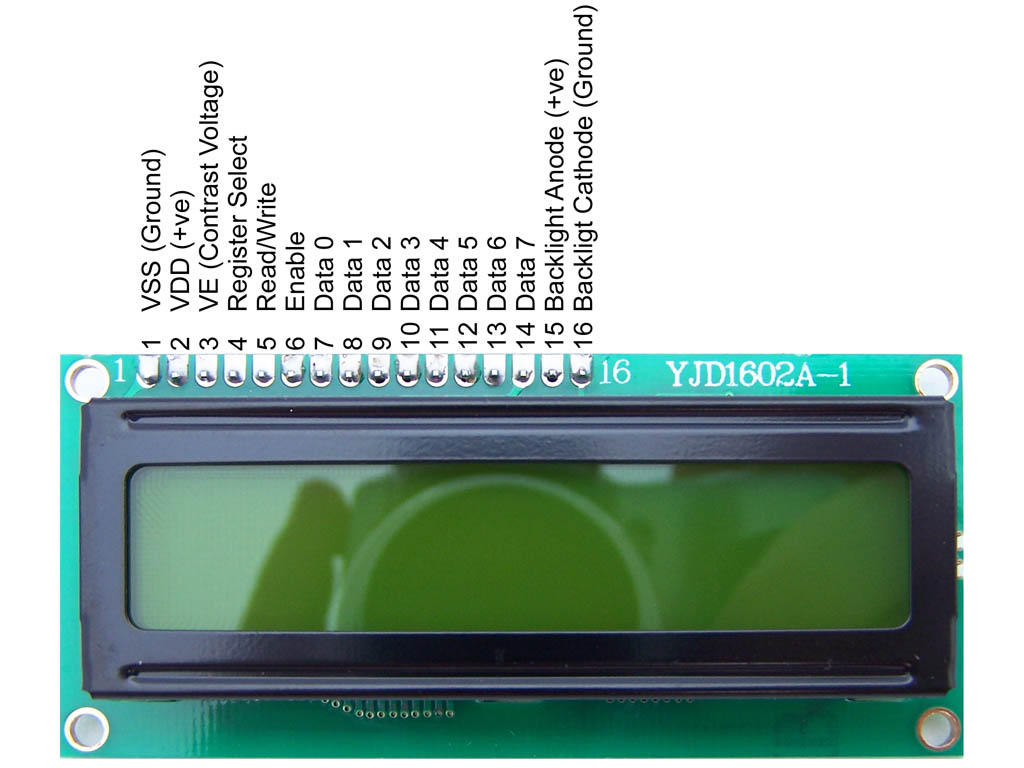 1 VSS (Ground)
2 VDD (+ve)
3 VE (Contrast Voltage)
4 Register Select
5 Read/Write
6 Enable
7 Data 0
8 Data 1
9 Data 2
10 Data 3
11 Data 4
12 Data 5
13 Data 6
14 Data 7
15 Backlight Anode (+ve)
16 Backligt Cathode (Ground)
1 16 YJD1602A-1